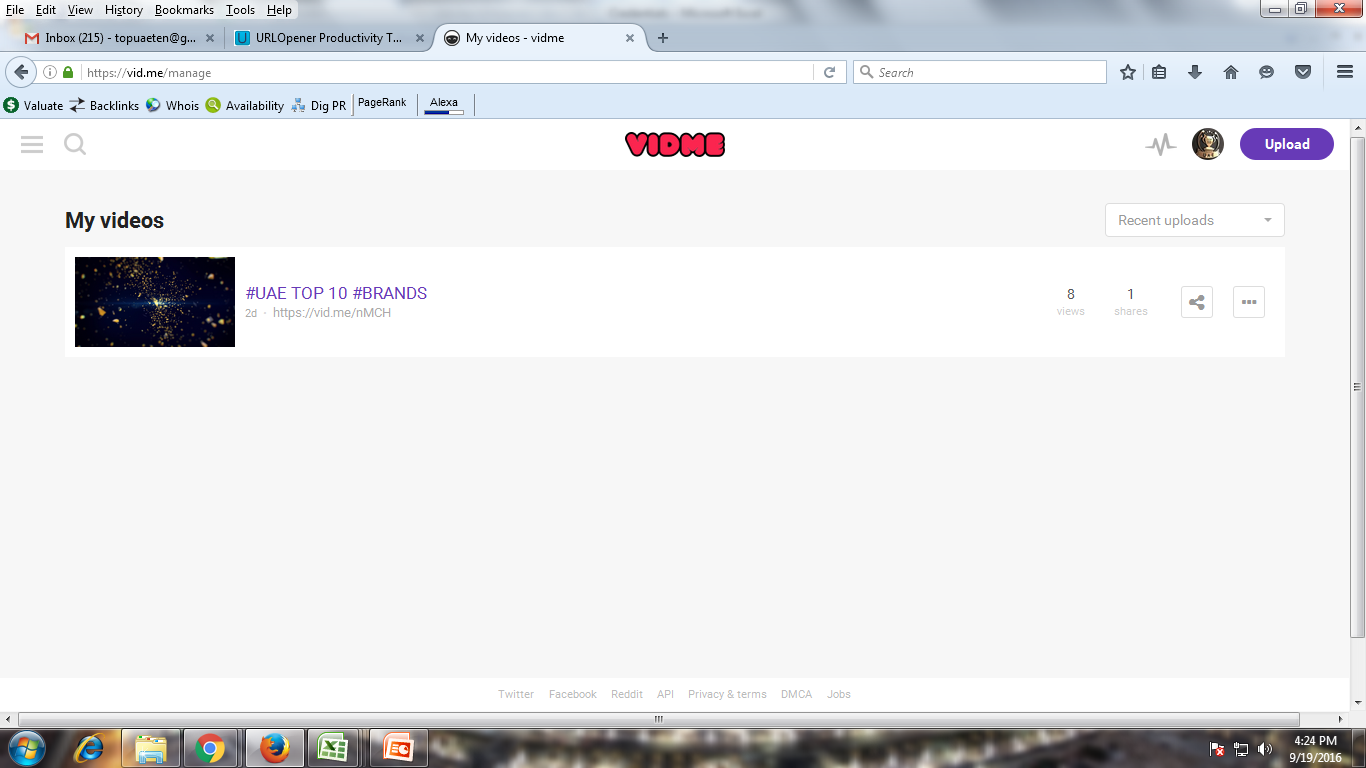 File Edit View History Bookmarks Tools Help
Inbox (215) - topuaeten@g... URLOpener Productivity T... My videos - vidme
https://vid.me/manage Search
Valuate Backlinks Whois Availability Dig PR PageRank Alexa
VIDME Upload
My videos Recent uploads
#UAE TOP 10 #BRANDS 8 1
2d · https://vid.me/nMCH views shares
Twitter Facebook Reddit API Privacy & terms DMCA Jobs
4:24 PM
9/19/2016